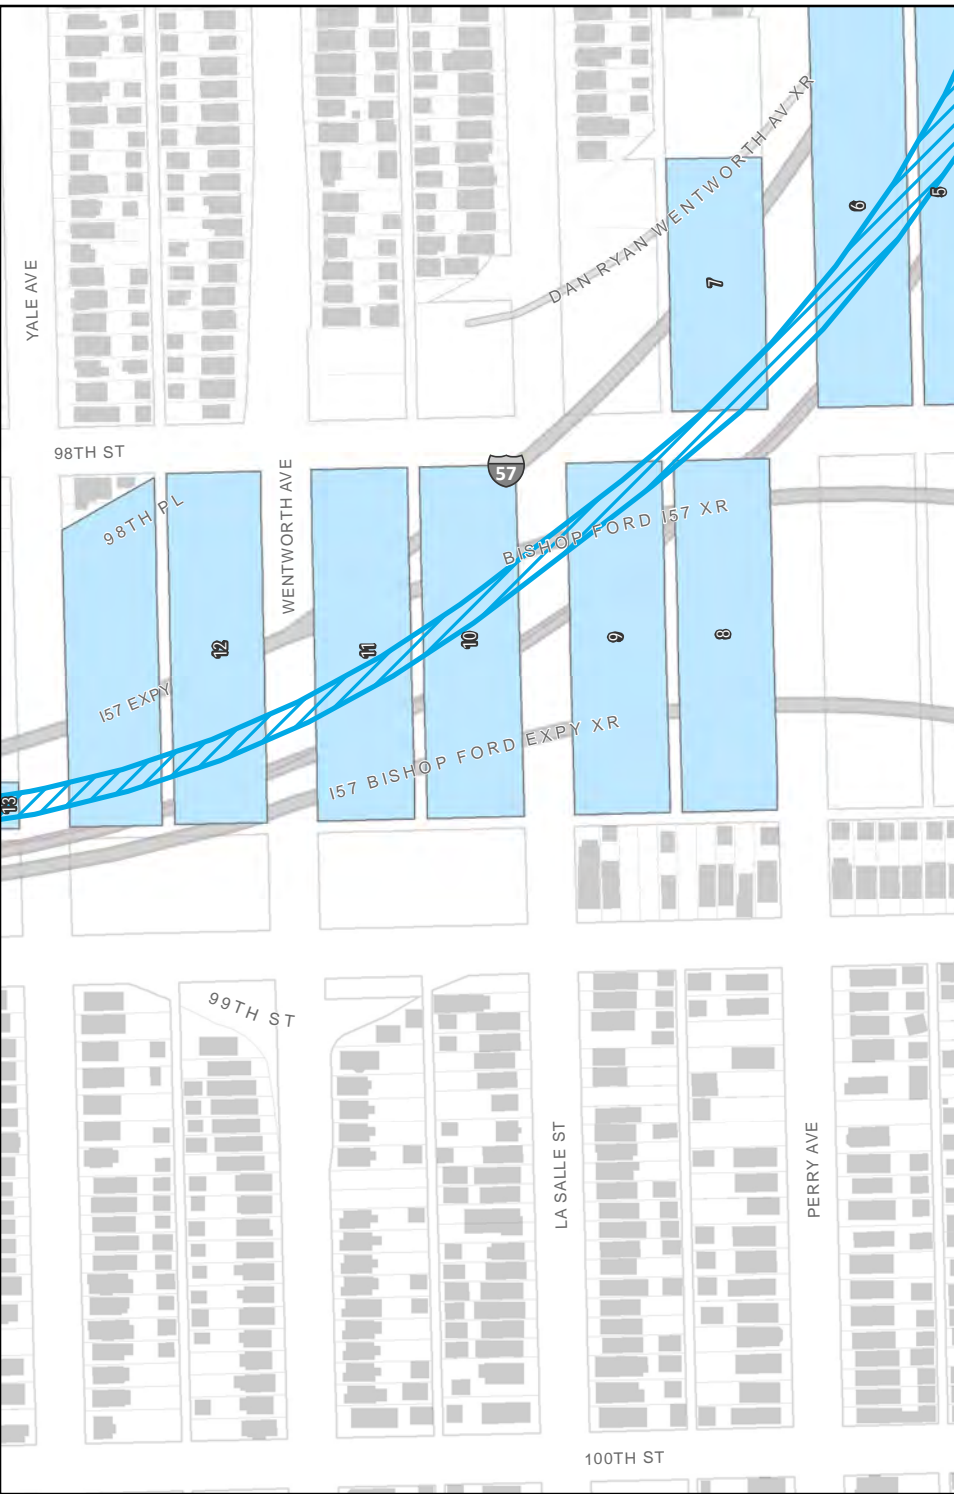 DAN RYAN WENTWORTH AV XR
6
5
7
YALE AVE
98TH ST
57
WENTWORTH AVE
98TH PL
BISHOP FORD I57 XR
12
11
10
9
8
I57 EXPY
I57 BISHOP FORD EXPY XR
13
99TH ST
LA SALLE ST
PERRY AVE
100TH ST